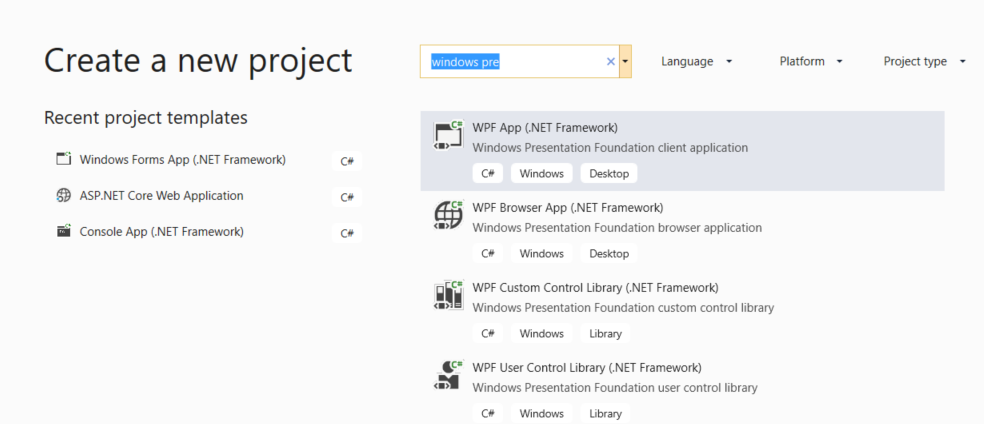 Create a new project
windows pre
Language
Platform
Project type
Recent project templates
Windows Forms App (.NET Framework)
C#
ASP.NET Core Web Application
C#
Console App (.NET Framework)
C#
WPF App (.NET Framework)
Windows Presentation Foundation client application
C# Windows Desktop
WPF Browser App (.NET Framework)
Windows Presentation Foundation browser application
C# Windows Desktop
WPF Custom Control Library (.NET Framework)
Windows Presentation Foundation custom control library
C# Windows Library
WPF User Control Library (.NET Framework)
Windows Presentation Foundation user control library
C# Windows Library